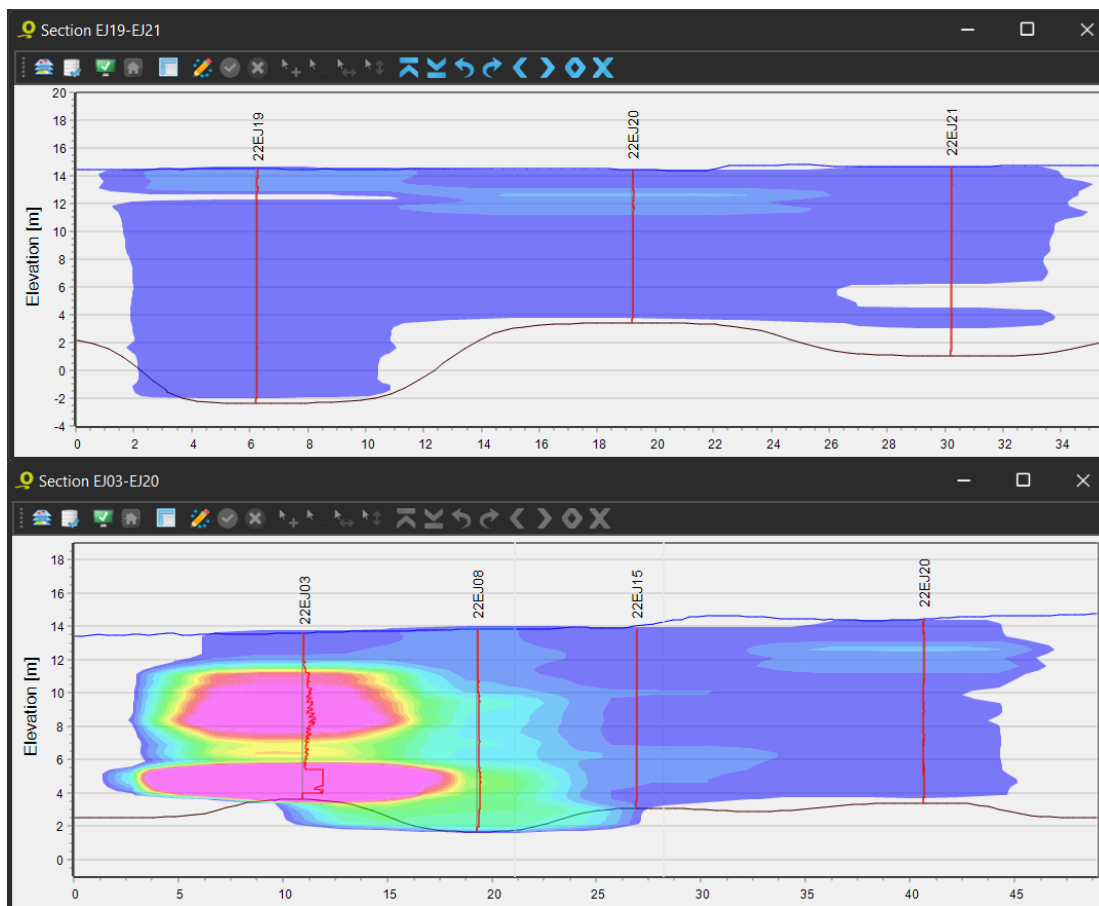 Section EJ19-EJ21
Elevation [m]
20
18
16
14
12
10
8
6
4
2
0
-2
-4
22EJ19
22EJ20
22EJ21
0 2 4 6 8 10 12 14 16 18 20 22 24 26 28 30 32 34
Section EJ03-EJ20
Elevation [m]
18
16
14
12
10
8
6
4
2
0
22EJ03
22EJ08
22EJ15
22EJ20
0 5 10 15 20 25 30 35 40 45